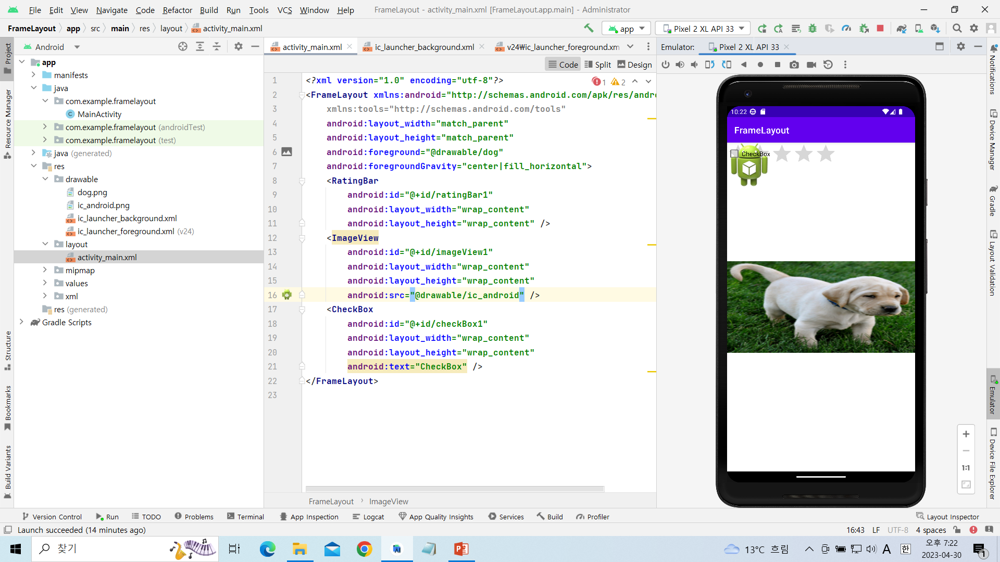 File Edit View Navigate Code Refactor Build Run Tools VCS Window Help FrameLayout - activity_main.xml [FrameLayout.app.main] - Administrator
FrameLayout app src main res layout activity_main.xml app Pixel 2 XL API 33
Project
Resource Manager
Structure
Bookmarks
Build Variants
Android
app
manifests
java
com.example.framelayout
MainActivity
com.example.framelayout (androidTest)
com.example.framelayout (test)
java (generated)
res
drawable
dog.png
ic_android.png
ic_launcher_background.xml
ic_launcher_foreground.xml (v24)
layout
activity_main.xml
mipmap
values
xml
res (generated)
Gradle Scripts
activity_main.xml ic_launcher_background.xml v24₩ic_launcher_foreground.xm
Code Split Design
1 2
1 <?xml version="1.0" encoding="utf-8"?>
2 <FrameLayout xmlns:android="http://schemas.android.com/apk/res/andro
3 xmlns:tools="http://schemas.android.com/tools"
4 android:layout_width="match_parent"
5 android:layout_height="match_parent"
6 android:foreground="@drawable/dog"
7 android:foregroundGravity="center|fill_horizontal">
8 <RatingBar
9 android:id="@+id/ratingBar1"
10 android:layout_width="wrap_content"
11 android:layout_height="wrap_content" />
12 <ImageView
13 android:id="@+id/imageView1"
14 android:layout_width="wrap_content"
15 android:layout_height="wrap_content"
16 android:src="@drawable/ic_android" />
17 <CheckBox
18 android:id="@+id/checkBox1"
19 android:layout_width="wrap_content"
20 android:layout_height="wrap_content"
21 android:text="CheckBox" />
22 </FrameLayout>
23
FrameLayout ImageView
Emulator: Pixel 2 XL API 33
10:22
FrameLayout
CheckBox
1:1
Notifications
Device Manager
Gradle
Layout Validation
Emulator
Device File Explorer
Version Control Run TODO Problems Terminal App Inspection Logcat App Quality Insights Services Build Profiler Layout Inspector
Launch succeeded (14 minutes ago) 16:43 LF UTF-8 4 spaces
찾기 13°C 흐림 A 한 오후 7:22
2023-04-30 1